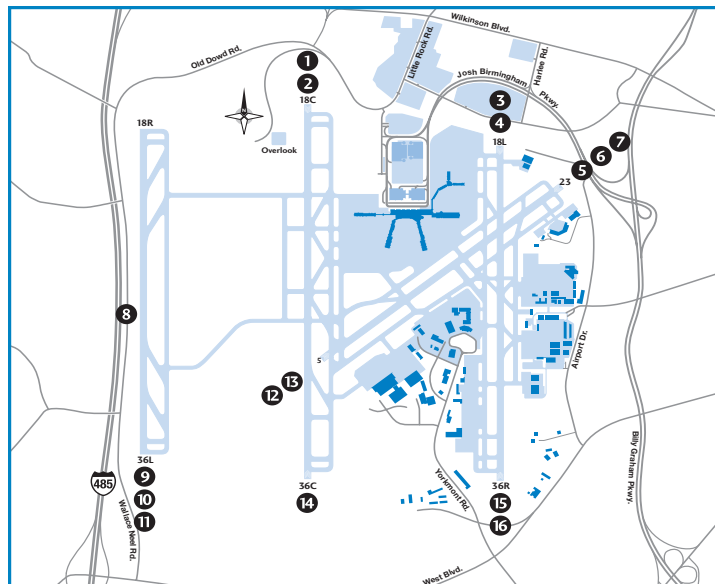 Wilkinson Blvd.
Old Dowd Rd.
Little Rock Rd.
Harlee Rd.
Josh Birmingham Pkwy.
1
2
3
4
18C
N
18R
Overlook
18L
5
6
7
23
8
5
13
12
Airport Dr.
36L
9
10
11
485
Wallace Neel Rd.
36C
14
Yorkmont Rd.
36R
15
16
Billy Graham Pkwy.
West Blvd.